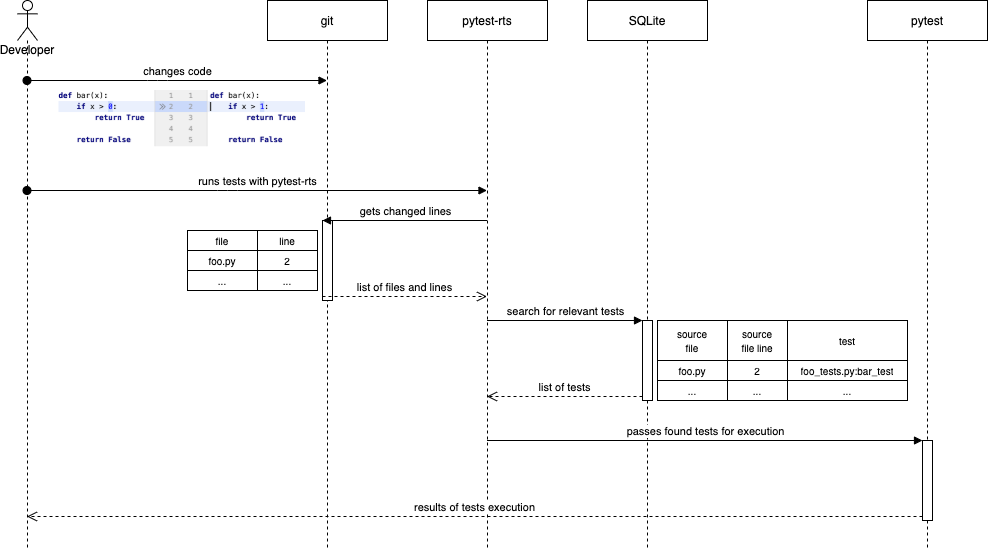 git
pytest-rts
SQLite
pytest
Developer
changes code
def bar(x): 1 1 def bar(x):
if x > 0: >> 2 2 if x > 1:
return True 3 3 return True
4 4
return False 5 5 return False
runs tests with pytest-rts
gets changed lines
file line
foo.py 2
... ...
list of files and lines
search for relevant tests
source file source file line test
foo.py 2 foo_tests.py:bar_test
... ... ...
list of tests
passes found tests for execution
results of tests execution